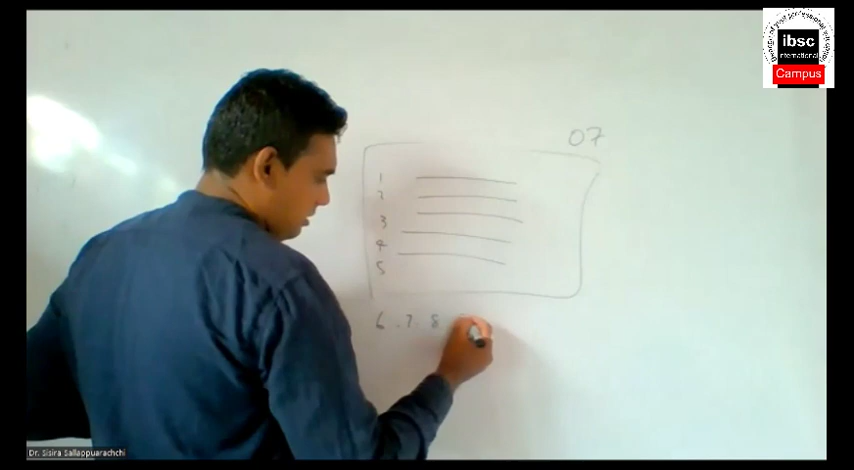 ibsc
international
Campus
07
1
2
3
4
5
6 . 7 . 8
Dr. Sisira Sallappuarachchi